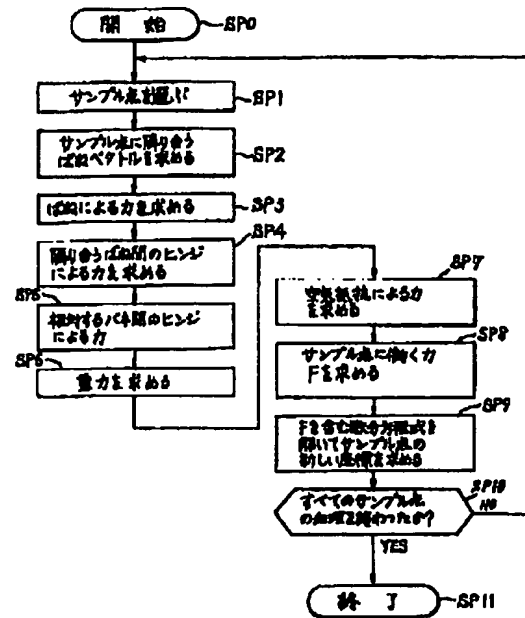 開始
SP0
サンプル点を選ぶ
SP1
サンプル点に隣り合う
ばねベクトルを求める
SP2
ばねによる力を求める
SP3
隣り合うばね間のヒンジ
による力を求める
SP4
相対するバネ間のヒンジ
による力
SP5
重力を求める
SP6
空気抵抗による力
を求める
SP7
サンプル点に働く力
Fを求める
SP8
Fを含む微分方程式を
解いてサンプル点の
新しい座標を求める
SP9
すべてのサンプル点
の処理を終わったか？
SP10
NO
YES
終了
SP11